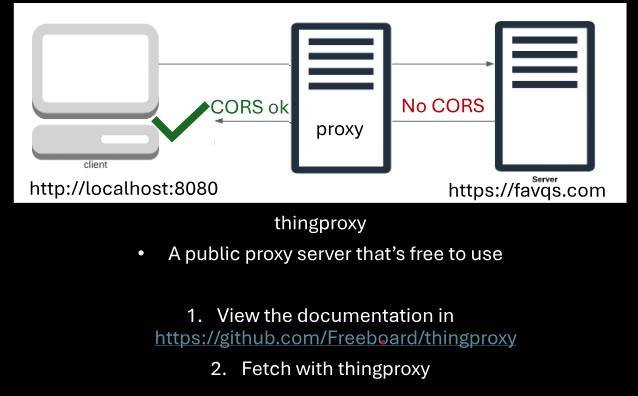 CORS ok
No CORS
proxy
client
Server
http://localhost:8080
https://favqs.com
thingproxy
• A public proxy server that's free to use
1. View the documentation in
https://github.com/Freeboard/thingproxy
2. Fetch with thingproxy